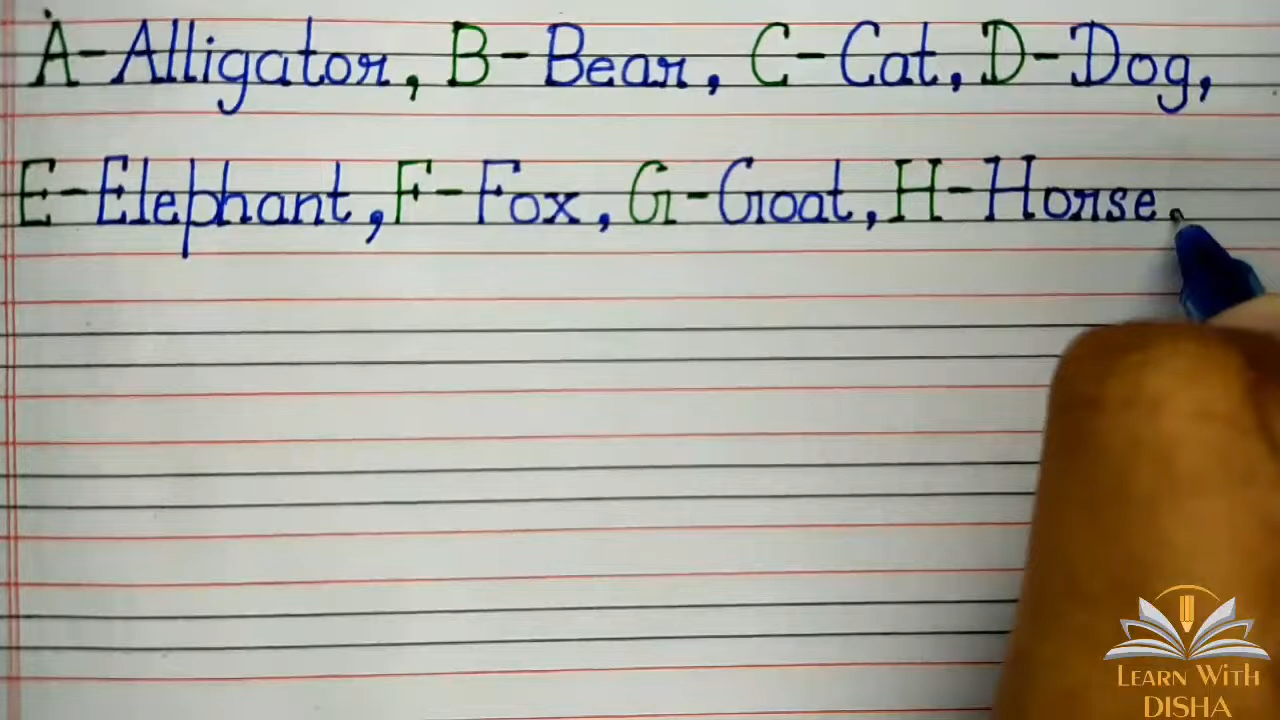 A-Alligator, B-Bear, C-Cat, D-Dog,
E-Elephant, F-Fox, G-Goat, H-Horse,
LEARN WITH
DISHA